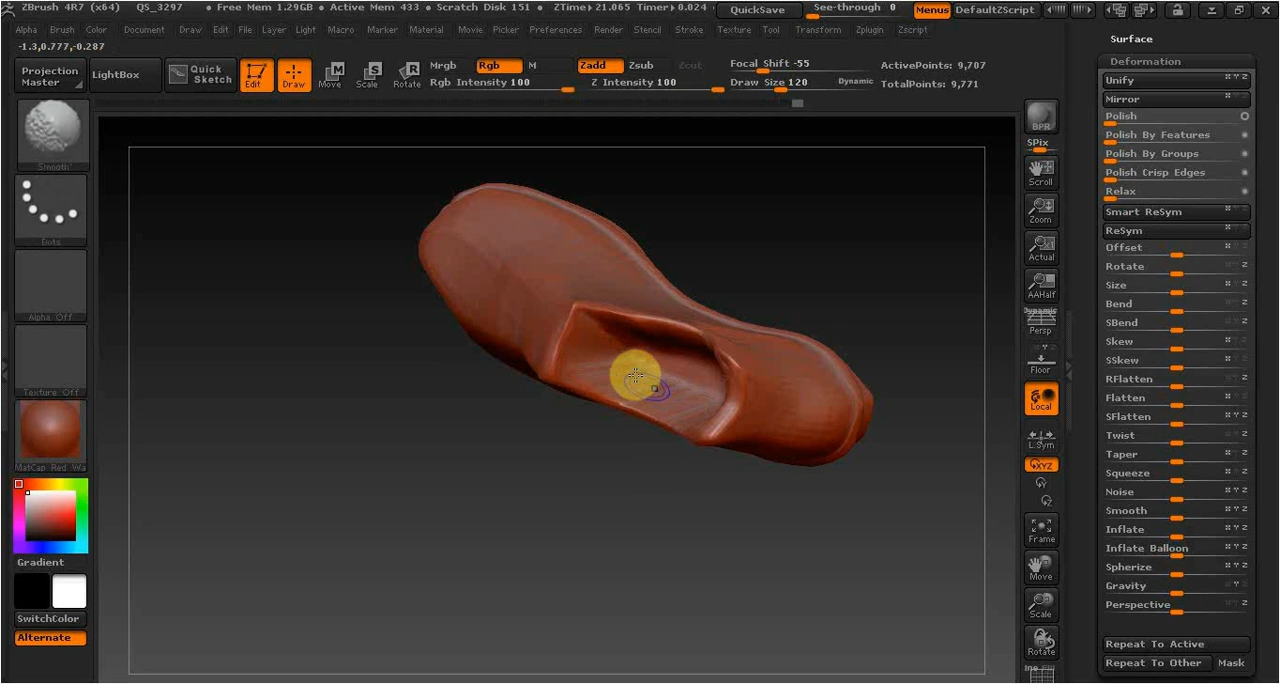 ZBrush 4R7 (x64) QS_3297 • Free Mem 1.29GB • Active Mem 433 • Scratch Disk 151 • ZTime▸21.065 Timer▸0.024 QuickSave See-through 0 Menus DefaultZScript
Alpha Brush Color Document Draw Edit File Layer Light Macro Marker Material Movie Picker Preferences Render Stencil Stroke Texture Tool Transform Zplugin Zscript
-1.3,0.777,-0.287
Projection Master
LightBox
Quick Sketch
Edit
Draw
Move
Scale
Rotate
Mrgb Rgb M
Rgb Intensity 100
Zadd Zsub Zcut
Z Intensity 100
Focal Shift -55
Draw Size 120 Dynamic
ActivePoints: 9,707
TotalPoints: 9,771
Smooth
Dots
Alpha Off
Texture Off
MatCap Red Wa
Gradient
SwitchColor
Alternate
BPR
SPix
Scroll
Zoom
Actual
AAHalf
Dynamic
Persp
Floor
Local
L.Sym
XYZ
Y
Z
Frame
Move
Scale
Rotate
Surface
Deformation
Unify
Mirror
Polish
Polish By Features
Polish By Groups
Polish Crisp Edges
Relax
Smart ReSym
ReSym
Offset
Rotate
Size
Bend
SBend
Skew
SSkew
RFlatten
Flatten
SFlatten
Twist
Taper
Squeeze
Noise
Smooth
Inflate
Inflate Balloon
Spherize
Gravity
Perspective
Repeat To Active
Repeat To Other Mask